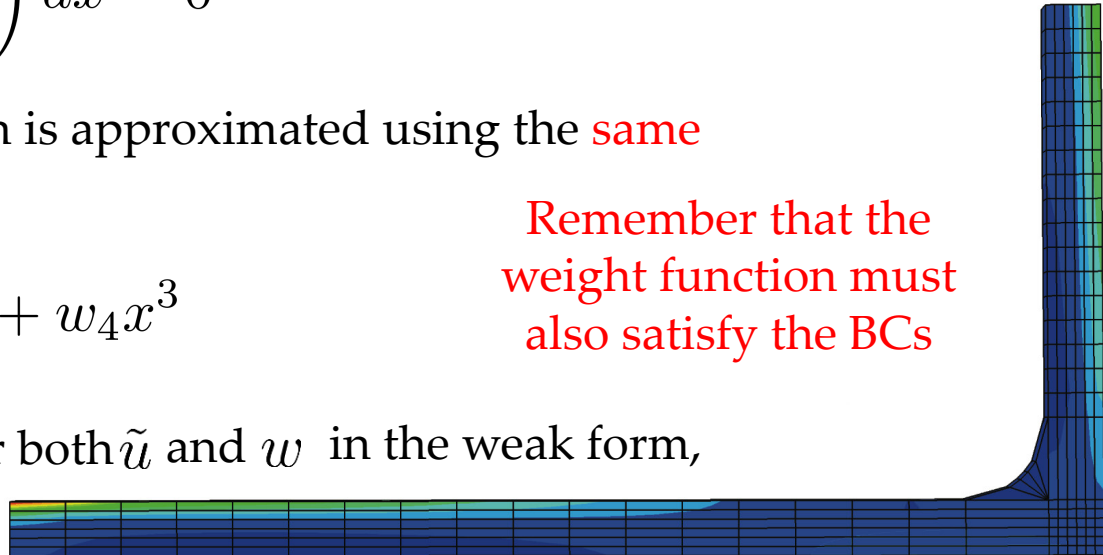 is approximated using the same
Remember that the
weight function must
also satisfy the BCs
+ w₄x³
both ũ and w in the weak form,